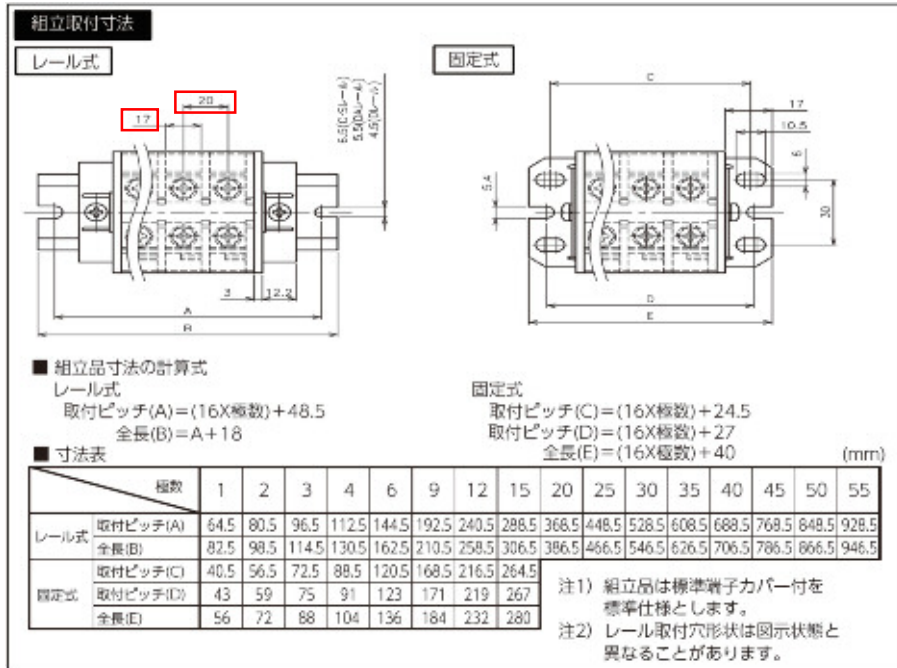 組立取付寸法
レール式
固定式
20
17
6.5(C・Sレール)
5.5(DAレール)
4.5(Dレール)
3
12.2
A
B
C
17
10.5
6
5.4
30
D
E
■ 組立品寸法の計算式
レール式
取付ピッチ(A)=(16X極数)+48.5
全長(B)=A+18
固定式
取付ピッチ(C)=(16X極数)+24.5
取付ピッチ(D)=(16X極数)+27
全長(E)=(16X極数)+40
■ 寸法表
(mm)
極数 1 2 3 4 6 9 12 15 20 25 30 35 40 45 50 55
レール式 取付ピッチ(A) 64.5 80.5 96.5 112.5 144.5 192.5 240.5 288.5 368.5 448.5 528.5 608.5 688.5 768.5 848.5 928.5
全長(B) 82.5 98.5 114.5 130.5 162.5 210.5 258.5 306.5 386.5 466.5 546.5 626.5 706.5 786.5 866.5 946.5
固定式 取付ピッチ(C) 40.5 56.5 72.5 88.5 120.5 168.5 216.5 264.5
取付ピッチ(D) 43 59 75 91 123 171 219 267
全長(E) 56 72 88 104 136 184 232 280
注1) 組立品は標準端子カバー付を
標準仕様とします。
注2) レール取付穴形状は図示状態と
異なることがあります。